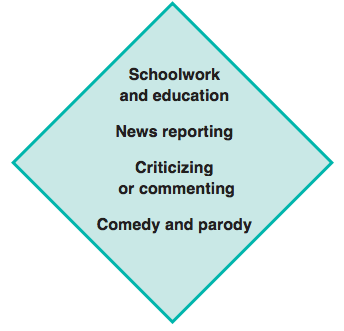 Schoolwork
and education
News reporting
Criticizing
or commenting
Comedy and parody